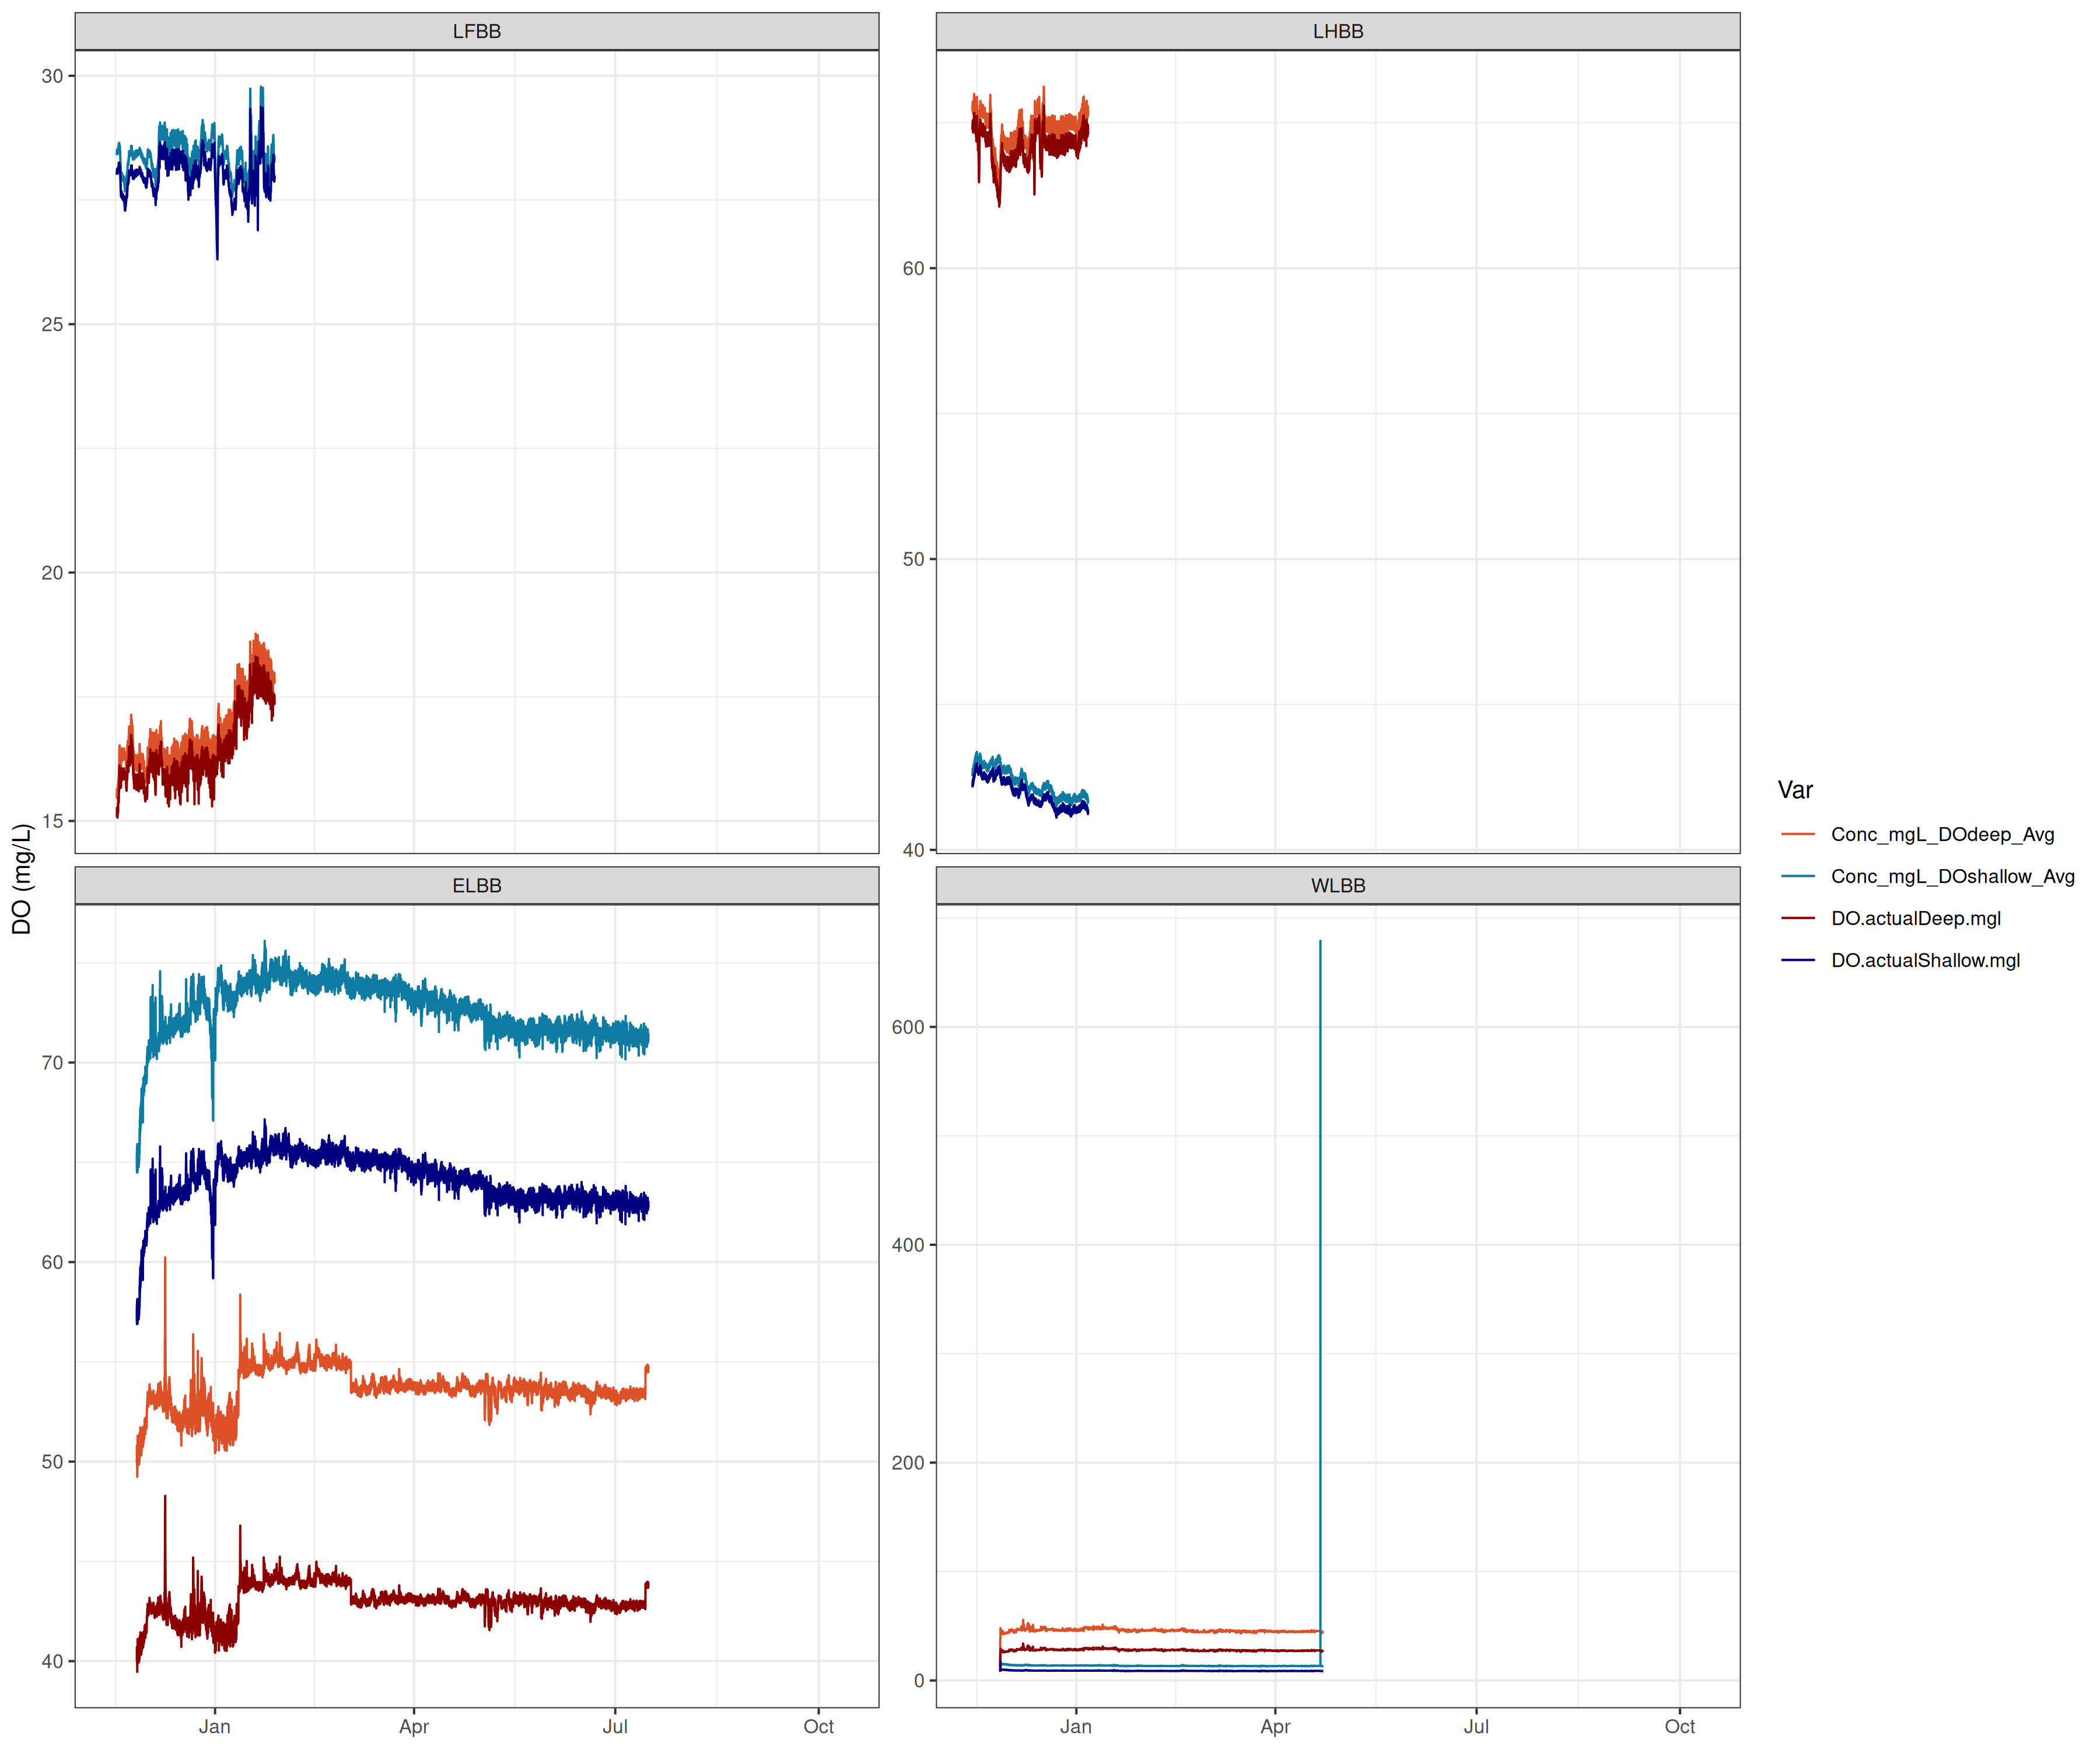 LFBB
LHBB
30
25
20
15
60
50
40
DO (mg/L)
ELBB
WLBB
70
60
50
40
600
400
200
0
Jan Apr Jul Oct
Jan Apr Jul Oct
Var
Conc_mgL_DOdeep_Avg
Conc_mgL_DOshallow_Avg
DO.actualDeep.mgl
DO.actualShallow.mgl